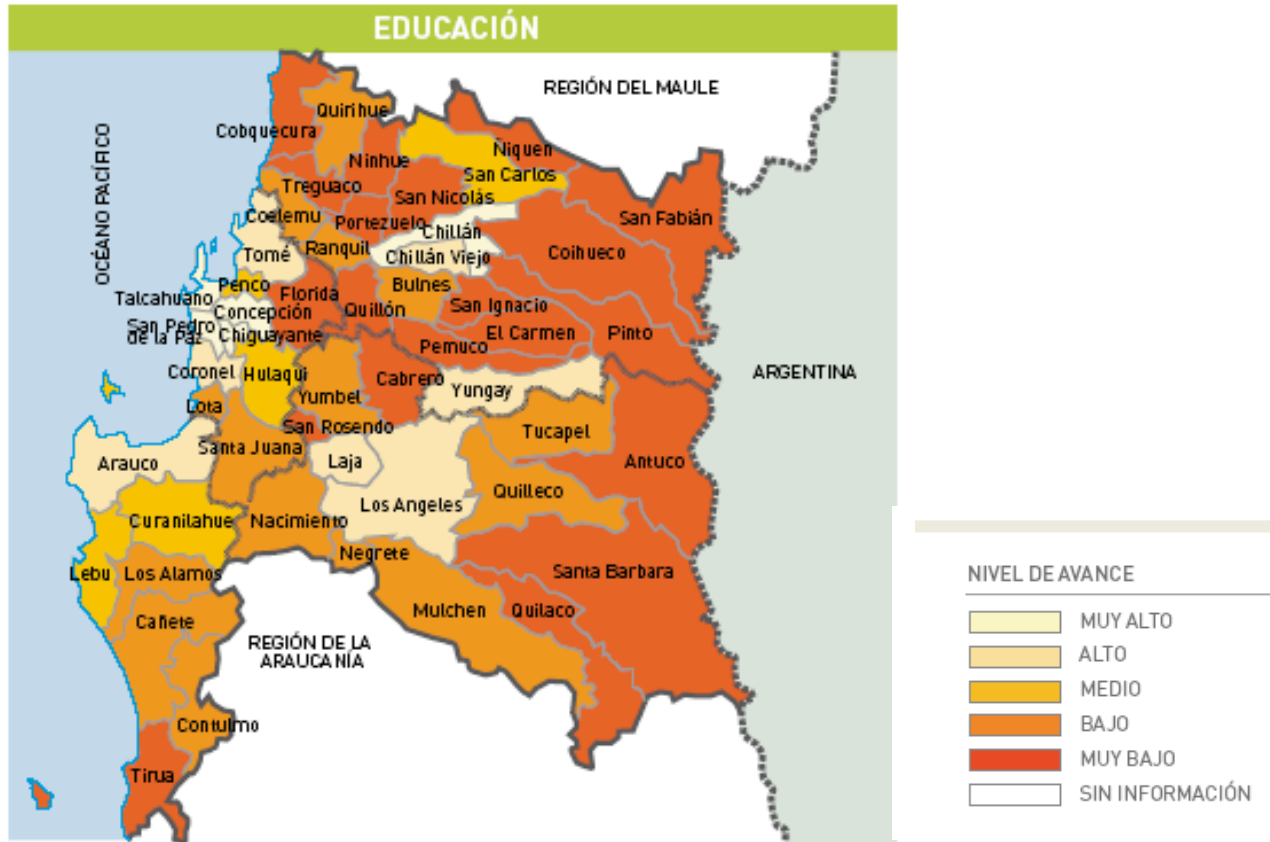 EDUCACIÓN
REGIÓN DEL MAULE
OCÉANO PACÍFICO
Quirihue
Cobquecura
Ninhue
Ñiquen
San Carlos
Treguaco
San Nicolás
San Fabián
Coelemu
Portezuelo
Chillán
Ranquil
Coihueco
Tomé
Chillán Viejo
Penco
Bulnes
Talcahuano
Florida
San Ignacio
Concepción
Quillón
San Pedro
de la Paz
Chiguayante
El Carmen
Pinto
Pemuco
Coronel
Hulaqui
Cabrero
Yungay
ARGENTINA
Yumbel
Lota
San Rosendo
Tucapel
Santa Juana
Arauco
Laja
Antuco
Quilleco
Los Angeles
Curanilahue
Nacimiento
Negrete
Lebu
Los Alamos
Santa Barbara
Mulchen
Quilaco
Cañete
REGIÓN DE LA
ARAUCANÍA
Contulmo
Tirua
NIVEL DE AVANCE
MUY ALTO
ALTO
MEDIO
BAJO
MUY BAJO
SIN INFORMACIÓN